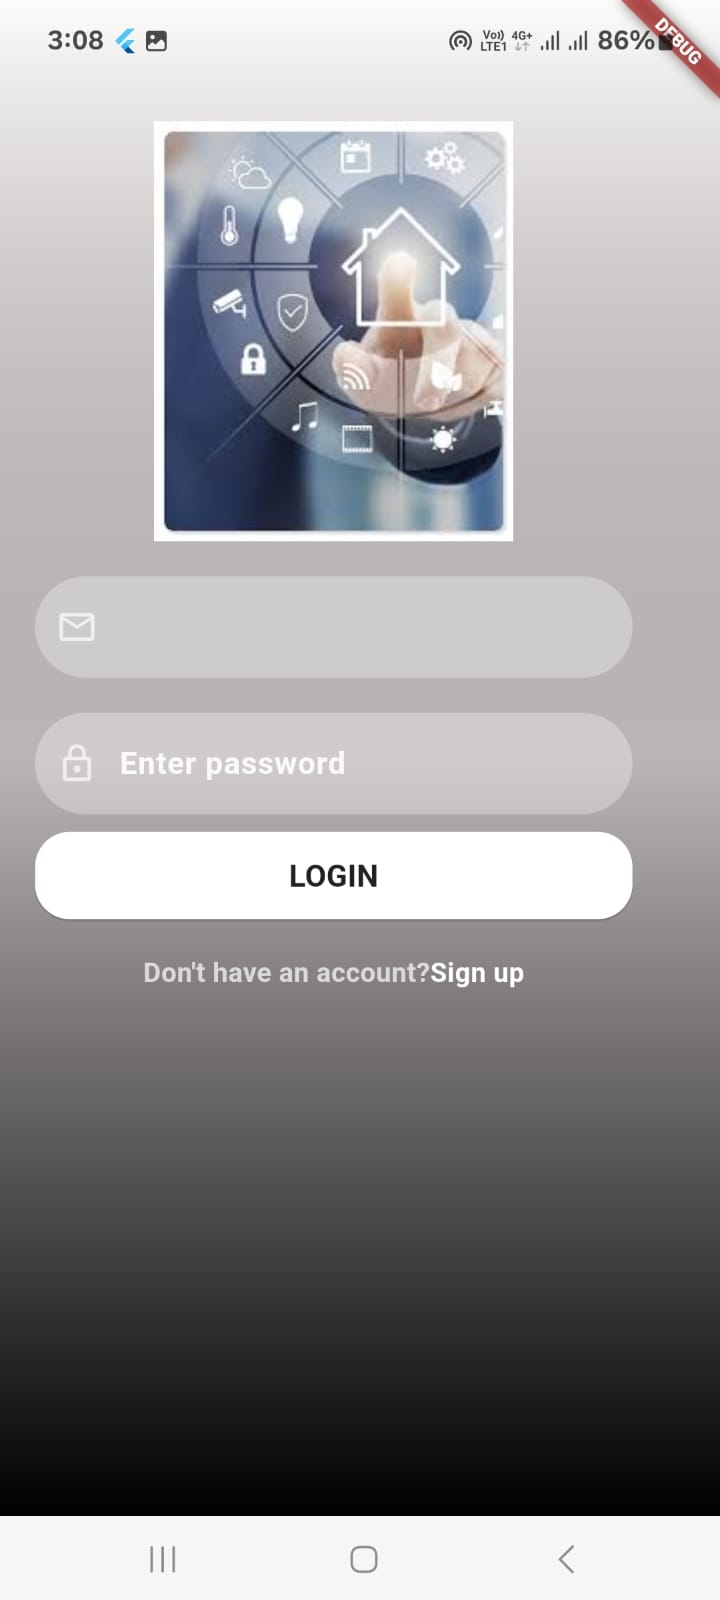 3:08 Vo)) LTE1 4G+ 86%
DEBUG
Enter password
LOGIN
Don't have an account?Sign up